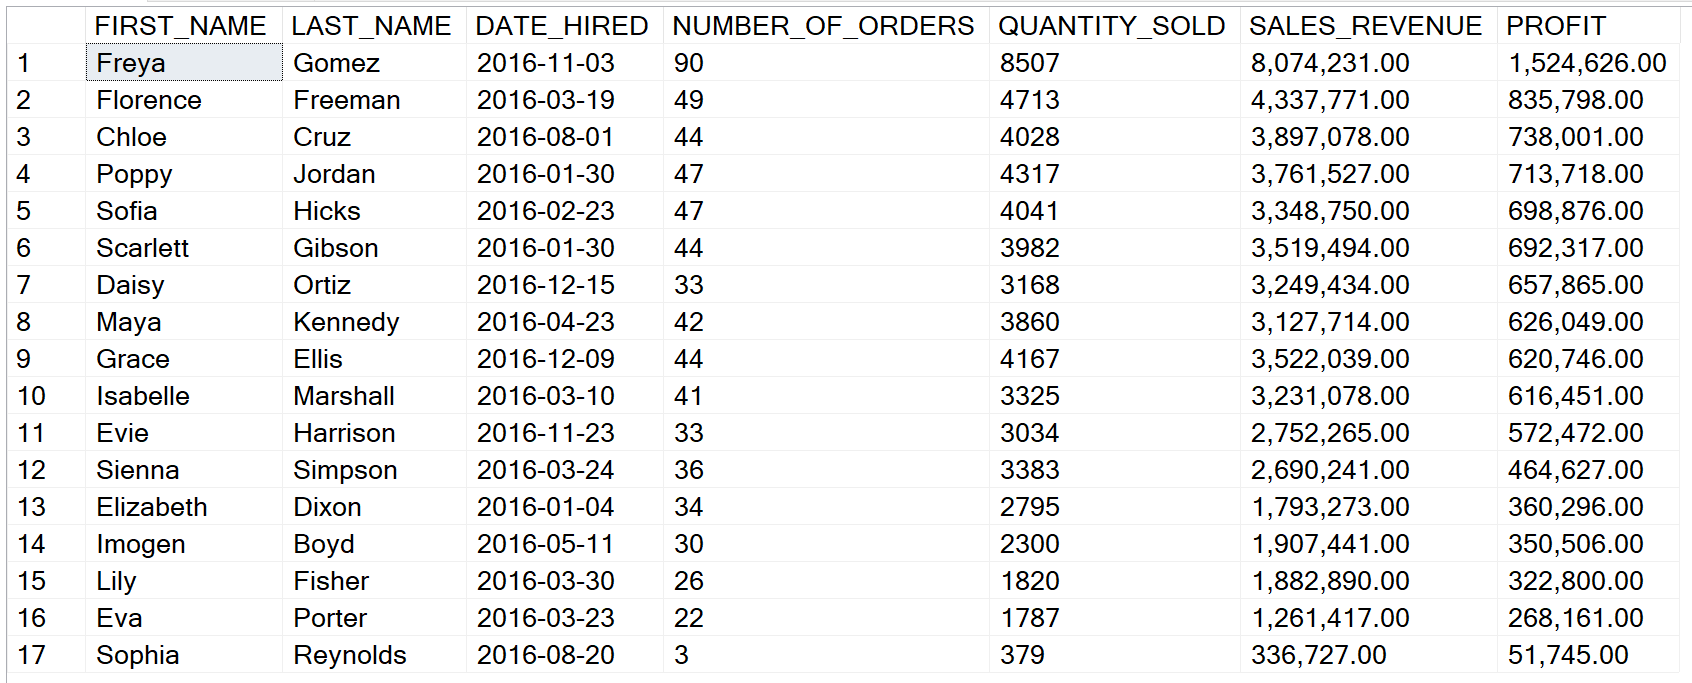 FIRST_NAME LAST_NAME DATE_HIRED NUMBER_OF_ORDERS QUANTITY_SOLD SALES_REVENUE PROFIT
1 Freya Gomez 2016-11-03 90 8507 8,074,231.00 1,524,626.00
2 Florence Freeman 2016-03-19 49 4713 4,337,771.00 835,798.00
3 Chloe Cruz 2016-08-01 44 4028 3,897,078.00 738,001.00
4 Poppy Jordan 2016-01-30 47 4317 3,761,527.00 713,718.00
5 Sofia Hicks 2016-02-23 47 4041 3,348,750.00 698,876.00
6 Scarlett Gibson 2016-01-30 44 3982 3,519,494.00 692,317.00
7 Daisy Ortiz 2016-12-15 33 3168 3,249,434.00 657,865.00
8 Maya Kennedy 2016-04-23 42 3860 3,127,714.00 626,049.00
9 Grace Ellis 2016-12-09 44 4167 3,522,039.00 620,746.00
10 Isabelle Marshall 2016-03-10 41 3325 3,231,078.00 616,451.00
11 Evie Harrison 2016-11-23 33 3034 2,752,265.00 572,472.00
12 Sienna Simpson 2016-03-24 36 3383 2,690,241.00 464,627.00
13 Elizabeth Dixon 2016-01-04 34 2795 1,793,273.00 360,296.00
14 Imogen Boyd 2016-05-11 30 2300 1,907,441.00 350,506.00
15 Lily Fisher 2016-03-30 26 1820 1,882,890.00 322,800.00
16 Eva Porter 2016-03-23 22 1787 1,261,417.00 268,161.00
17 Sophia Reynolds 2016-08-20 3 379 336,727.00 51,745.00